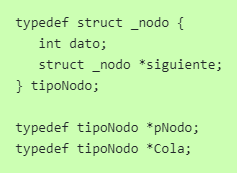 typedef struct _nodo {
   int dato;
   struct _nodo *siguiente;
} tipoNodo;

typedef tipoNodo *pNodo;
typedef tipoNodo *Cola;